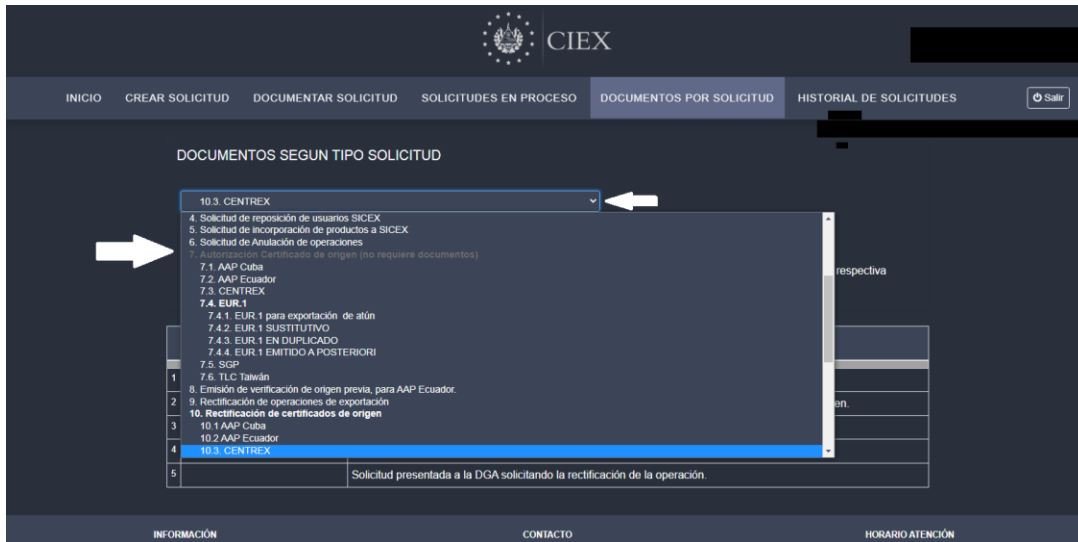 CIEX
INICIO CREAR SOLICITUD DOCUMENTAR SOLICITUD SOLICITUDES EN PROCESO DOCUMENTOS POR SOLICITUD HISTORIAL DE SOLICITUDES Salir
DOCUMENTOS SEGUN TIPO SOLICITUD
10.3. CENTREX
4. Solicitud de reposición de usuarios SICEX
5. Solicitud de incorporación de productos a SICEX
6. Solicitud de Anulación de operaciones
7. Autorización Certificado de origen (no requiere documentos)
7.1. AAP Cuba
7.2. AAP Ecuador
7.3. CENTREX
7.4. EUR.1
7.4.1. EUR.1 para exportación de atún
7.4.2. EUR.1 SUSTITUTIVO
7.4.3. EUR.1 EN DUPLICADO
7.4.4. EUR.1 EMITIDO A POSTERIORI
7.5. SGP
7.6. TLC Taiwán
8. Emisión de verificación de origen previa, para AAP Ecuador.
9. Rectificación de operaciones de exportación
10. Rectificación de certificados de origen
10.1 AAP Cuba
10.2 AAP Ecuador
10.3. CENTREX
respectiva
1
2 en.
3
4
5 Solicitud presentada a la DGA solicitando la rectificación de la operación.
INFORMACIÓN CONTACTO HORARIO ATENCIÓN